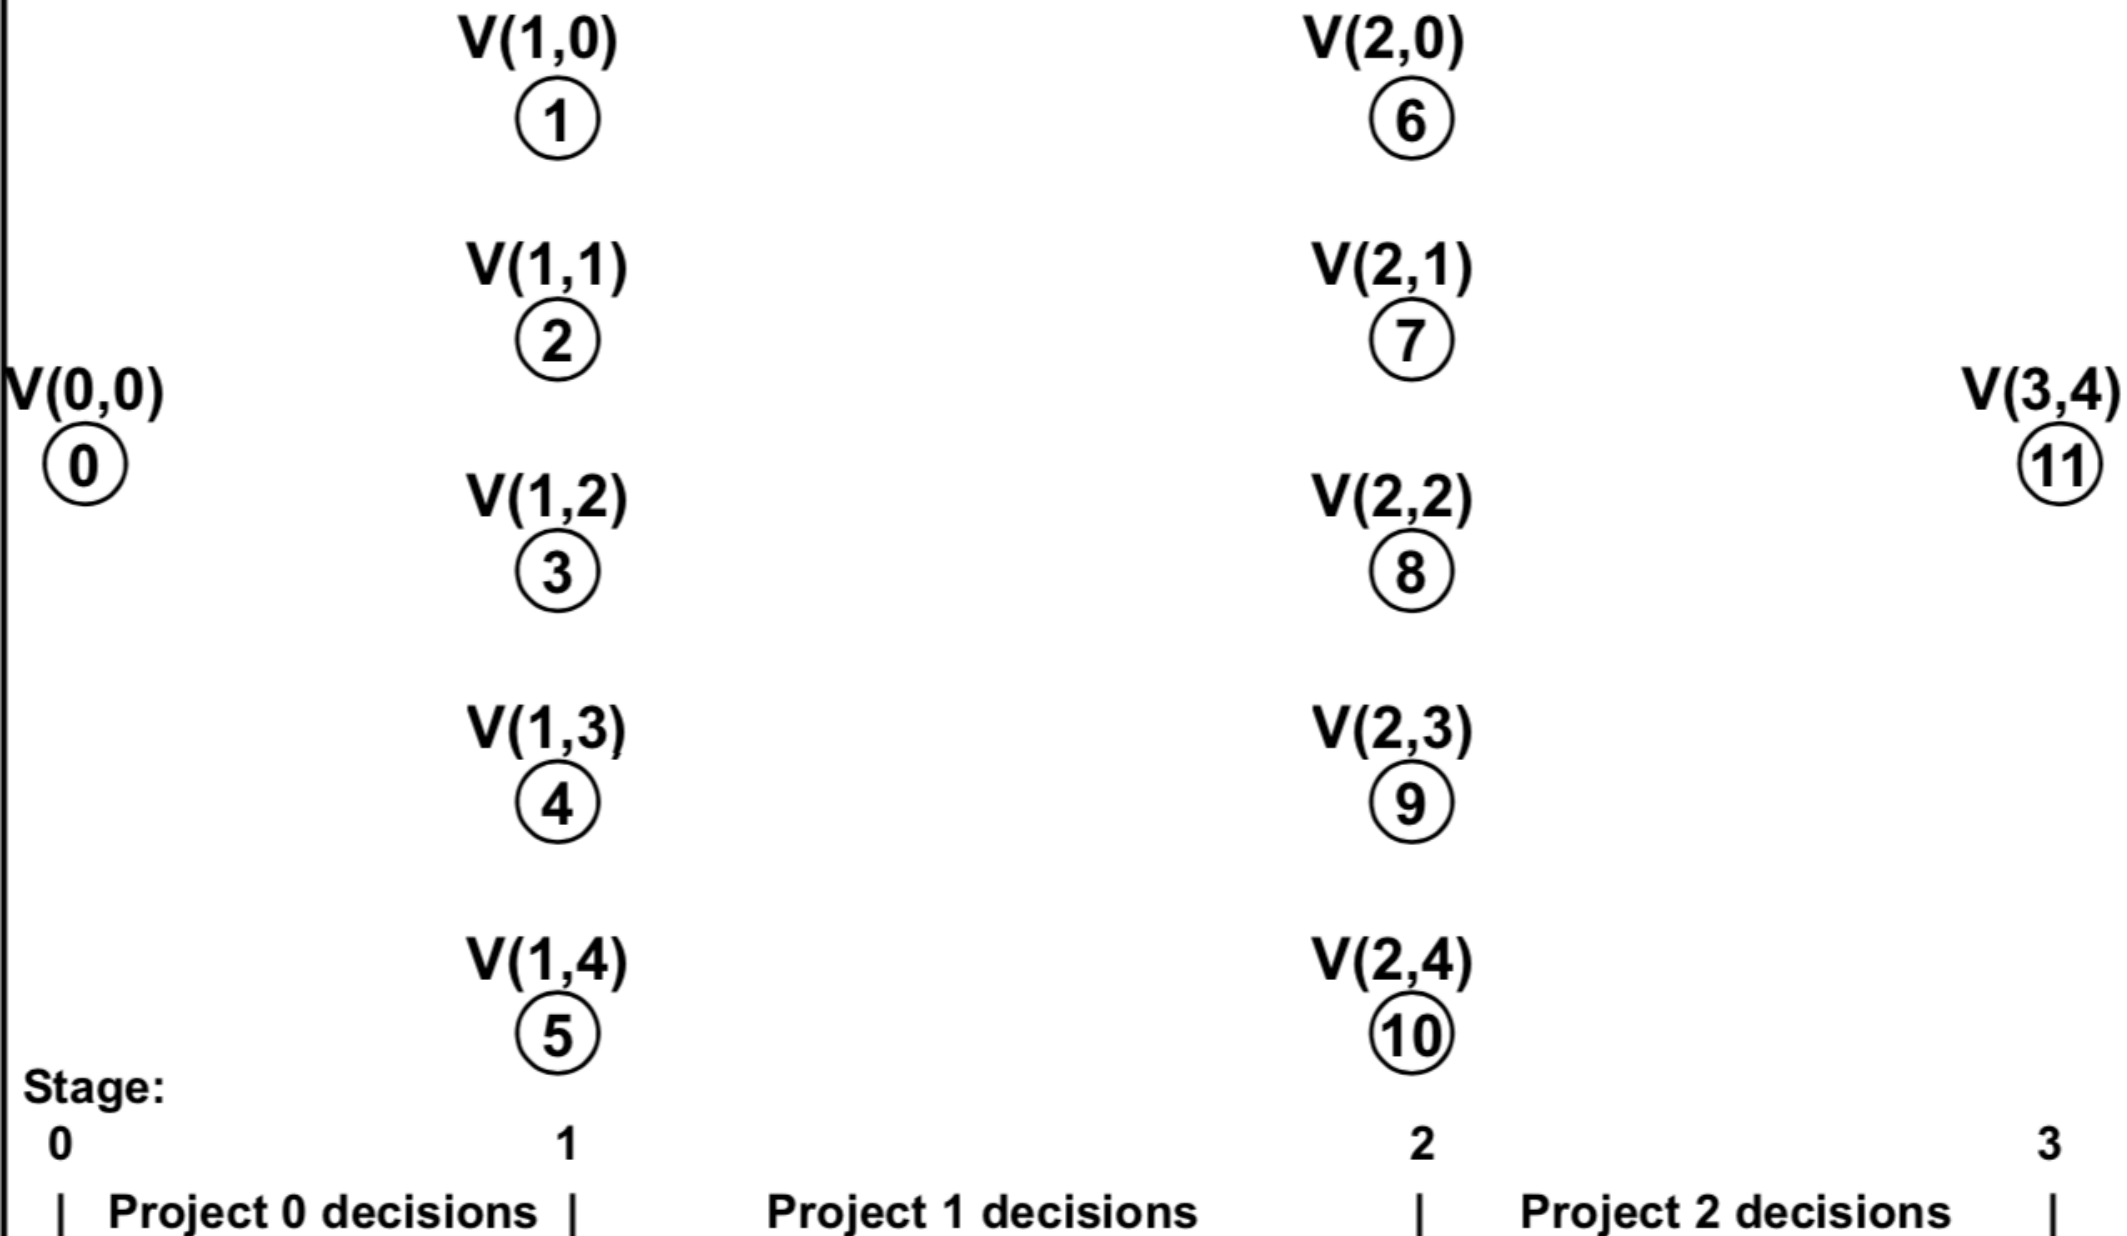 V(1,0) V(2,0)
1 6
V(1,1) V(2,1)
2 7
V(0,0) V(3,4)
0 11
V(1,2) V(2,2)
3 8
V(1,3) V(2,3)
4 9
V(1,4) V(2,4)
5 10
Stage:
0 1 2 3
| Project 0 decisions | Project 1 decisions | Project 2 decisions |